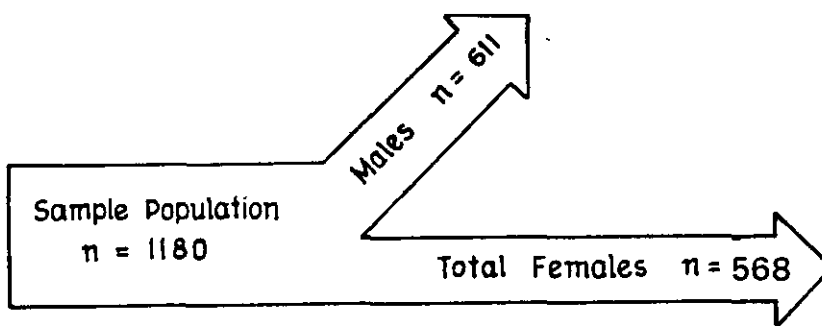 Males n = 611
Sample Population
n = 1180
Total Females n = 568